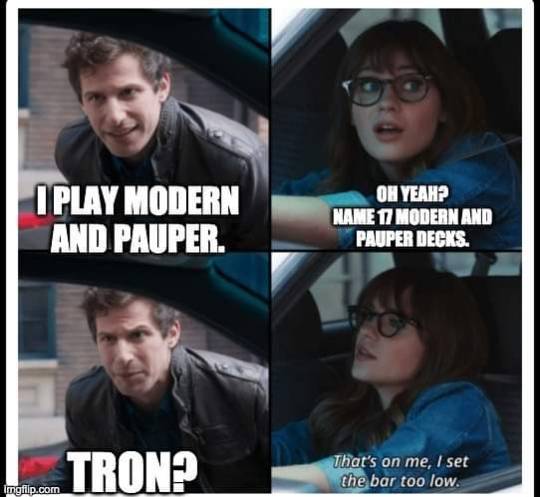 I PLAY MODERN
AND PAUPER.
OH YEAH?
NAME 17 MODERN AND
PAUPER DECKS.
TRON?
That's on me, I set
the bar too low.
imgflip.com